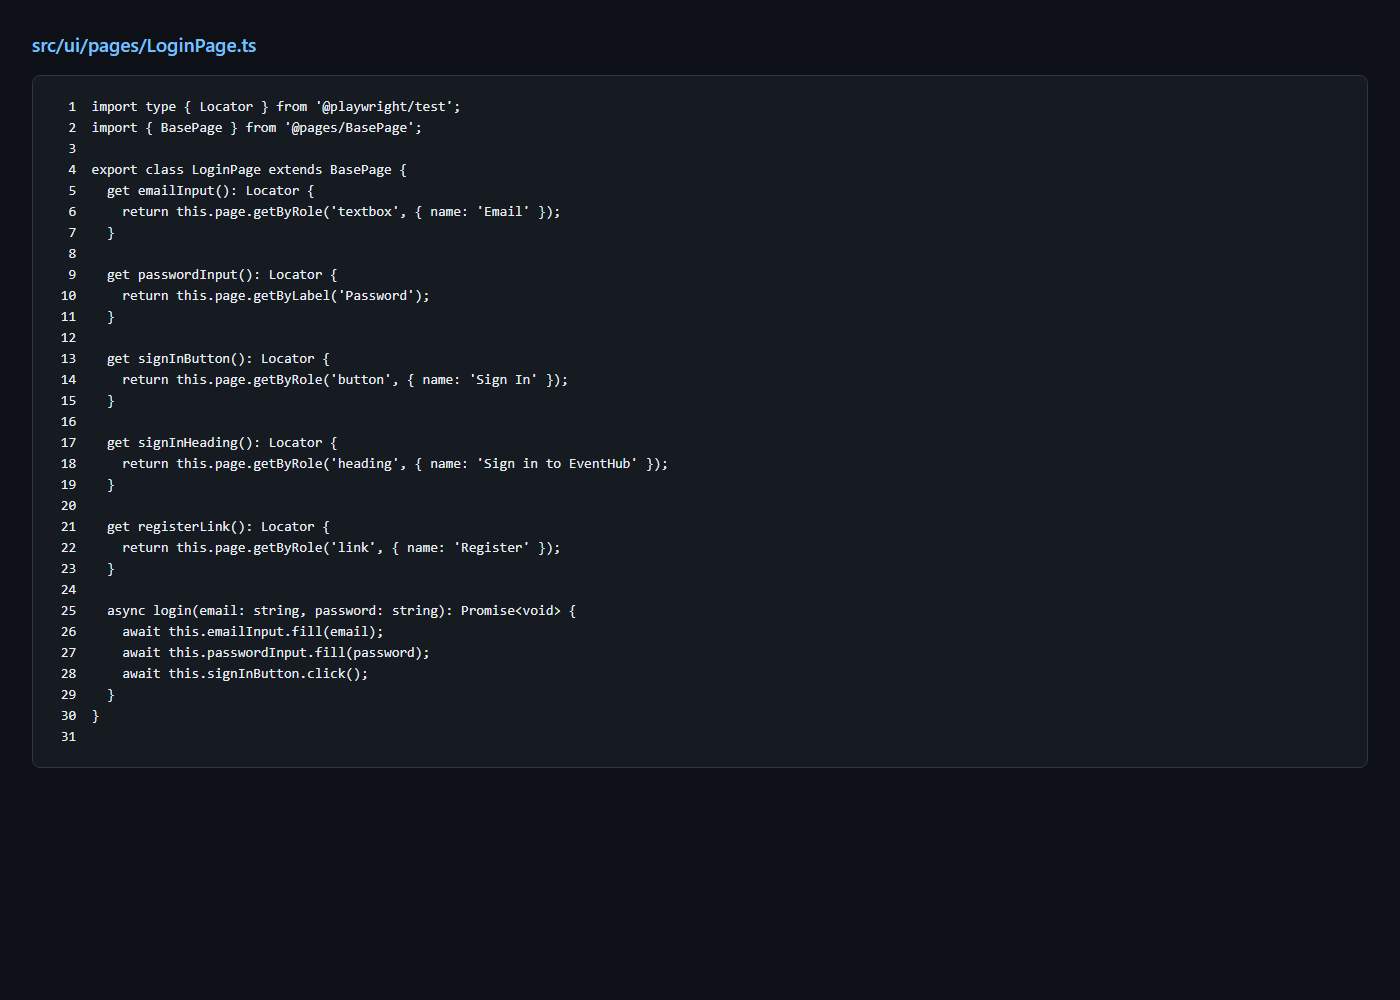 src/ui/pages/LoginPage.ts
1 import type { Locator } from '@playwright/test';
2 import { BasePage } from '@pages/BasePage';
3
4 export class LoginPage extends BasePage {
5   get emailInput(): Locator {
6     return this.page.getByRole('textbox', { name: 'Email' });
7   }
8
9   get passwordInput(): Locator {
10     return this.page.getByLabel('Password');
11   }
12
13   get signInButton(): Locator {
14     return this.page.getByRole('button', { name: 'Sign In' });
15   }
16
17   get signInHeading(): Locator {
18     return this.page.getByRole('heading', { name: 'Sign in to EventHub' });
19   }
20
21   get registerLink(): Locator {
22     return this.page.getByRole('link', { name: 'Register' });
23   }
24
25   async login(email: string, password: string): Promise<void> {
26     await this.emailInput.fill(email);
27     await this.passwordInput.fill(password);
28     await this.signInButton.click();
29   }
30 }
31